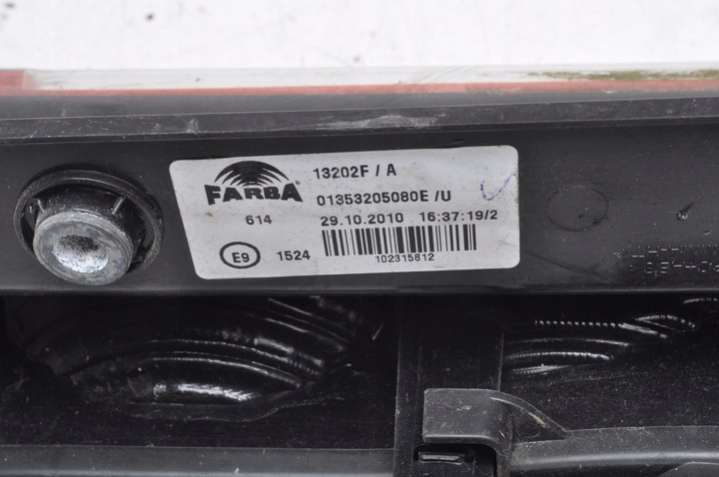 FARBA
13202F / A
01353205080E /U
614
29.10.2010 16:37:19/2
E9
1524
102315812